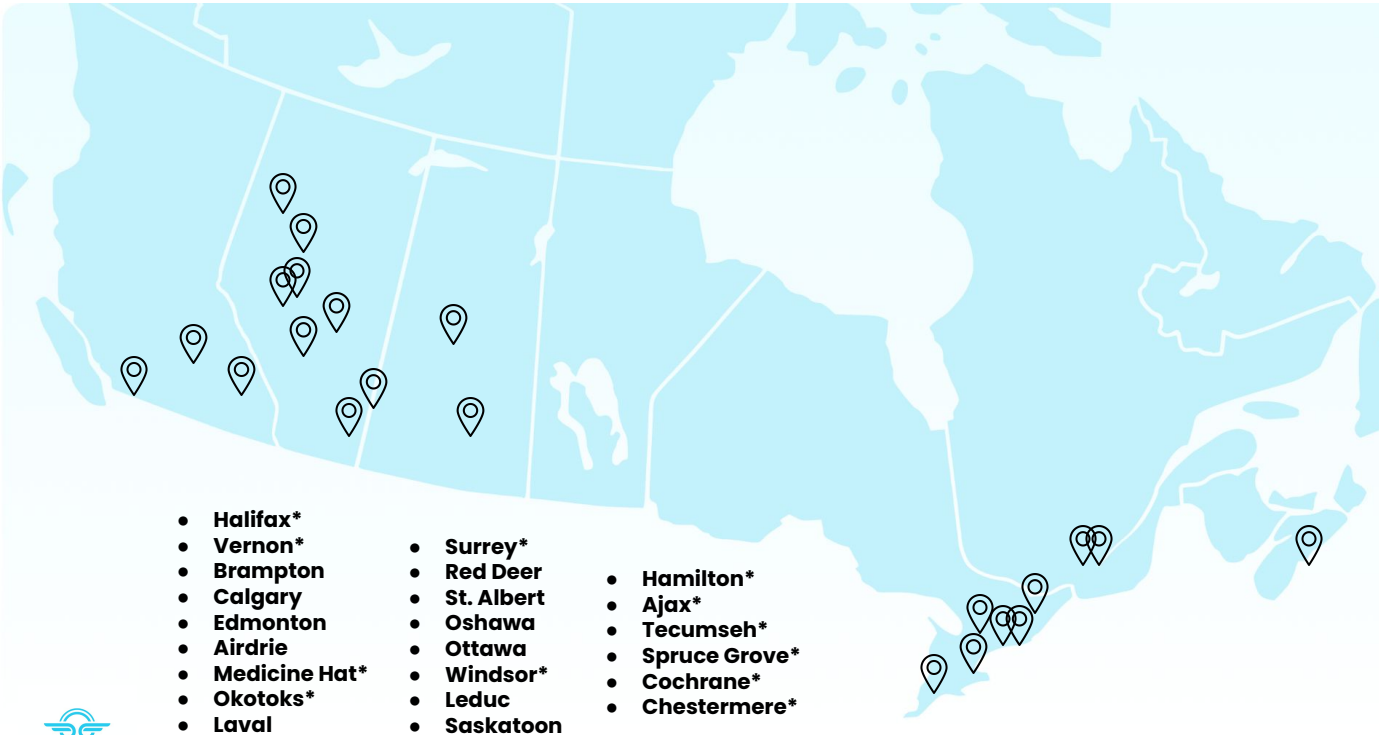 Halifax*
Vernon*
Brampton
Calgary
Edmonton
Airdrie
Medicine Hat*
Okotoks*
Laval
Surrey*
Red Deer
St. Albert
Oshawa
Ottawa
Windsor*
Leduc
Saskatoon
Hamilton*
Ajax*
Tecumseh*
Spruce Grove*
Cochrane*
Chestermere*